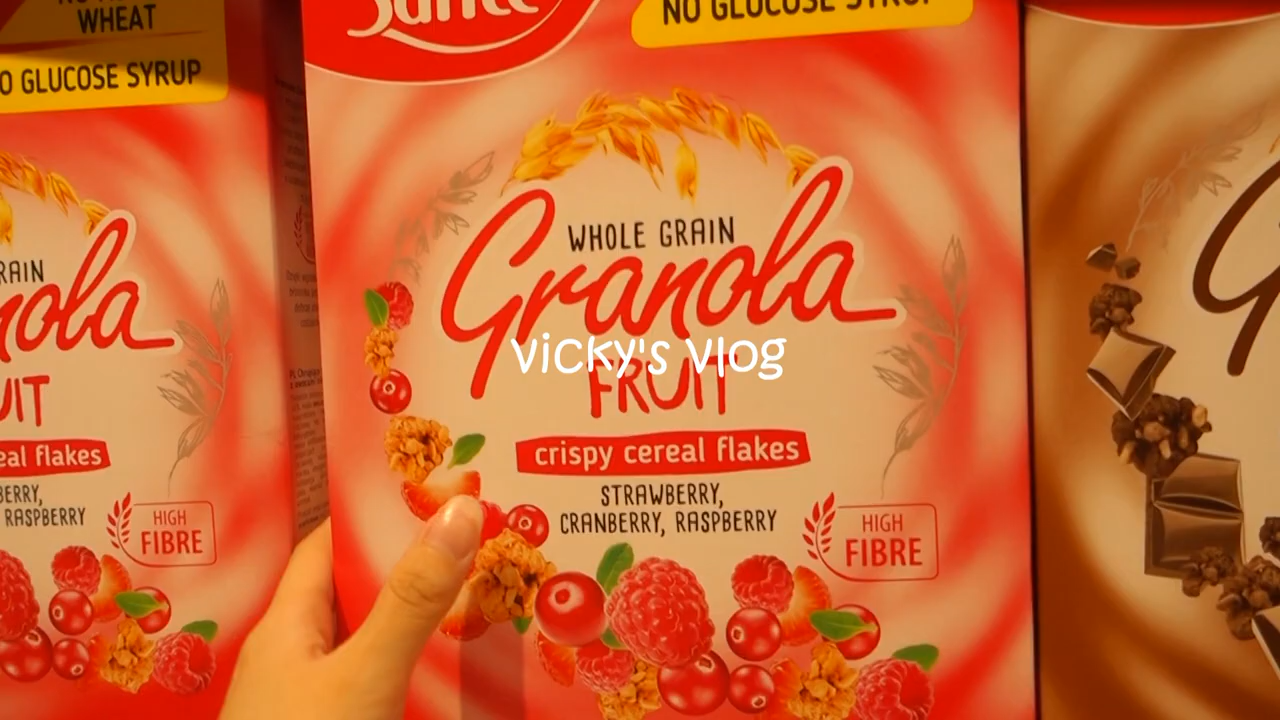 WHEAT
O GLUCOSE SYRUP
RAIN
nola
UIT
eal flakes
BERRY,
RASPBERRY
HIGH
FIBRE
Santé
NO GLUCOSE SYRUP
WHOLE GRAIN
Granola
vicky's vlog
FRUIT
crispy cereal flakes
STRAWBERRY,
CRANBERRY, RASPBERRY
HIGH
FIBRE
G